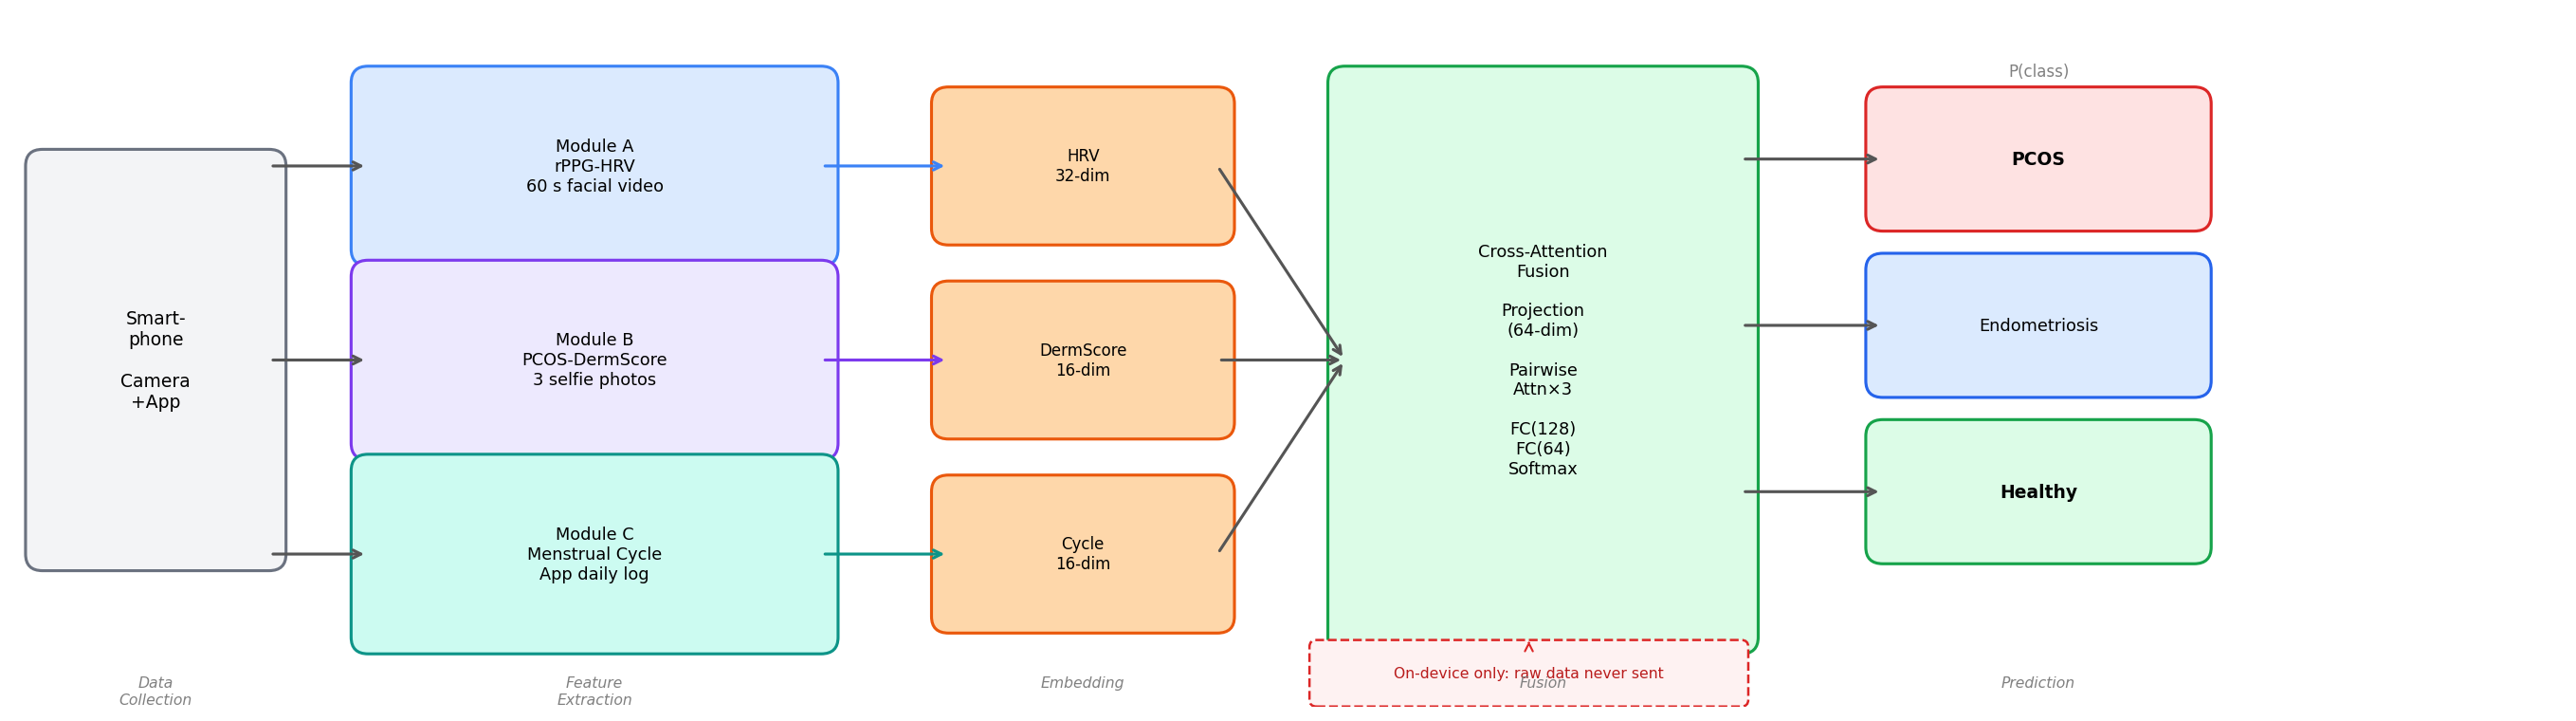 Smart-
phone
Camera
+App
Module A
rPPG-HRV
60 s facial video
Module B
PCOS-DermScore
3 selfie photos
Module C
Menstrual Cycle
App daily log
HRV
32-dim
DermScore
16-dim
Cycle
16-dim
Cross-Attention
Fusion
Projection
(64-dim)
Pairwise
Attn×3
FC(128)
FC(64)
Softmax
P(class)
PCOS
Endometriosis
Healthy
On-device only: raw data never sent
Data
Collection
Feature
Extraction
Embedding
Fusion
Prediction